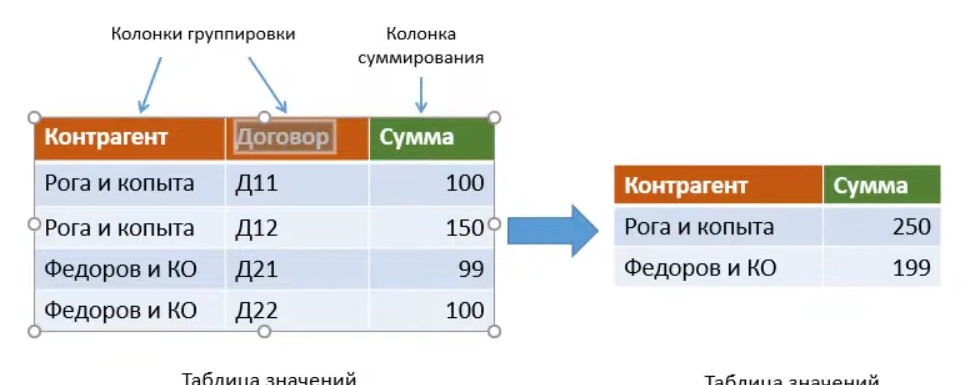 Колонки группировки
Колонка
суммирования
Контрагент Договор Сумма
Рога и копыта Д11 100
Рога и копыта Д12 150
Федоров и КО Д21 99
Федоров и КО Д22 100
Контрагент Сумма
Рога и копыта 250
Федоров и КО 199
Таблица значений
Таблица значений